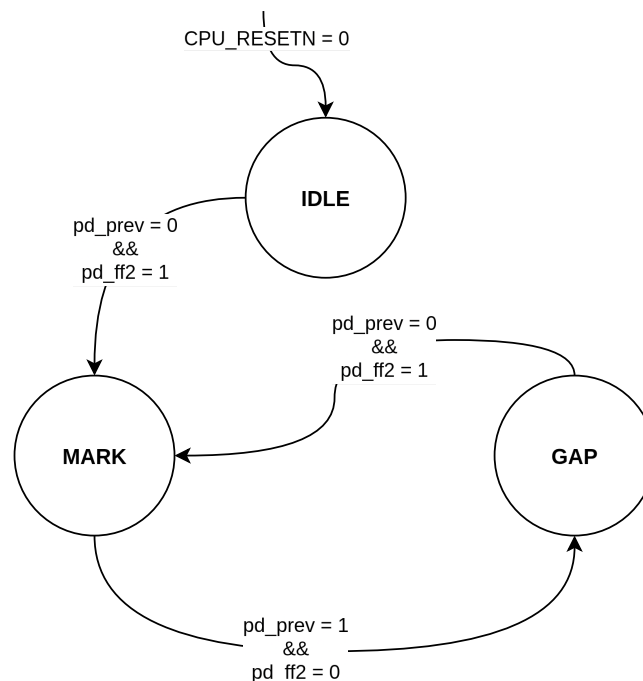 CPU_RESETN = 0
IDLE
pd_prev = 0
&&
pd_ff2 = 1
pd_prev = 0
&&
pd_ff2 = 1
MARK
GAP
pd_prev = 1
&&
pd_ff2 = 0